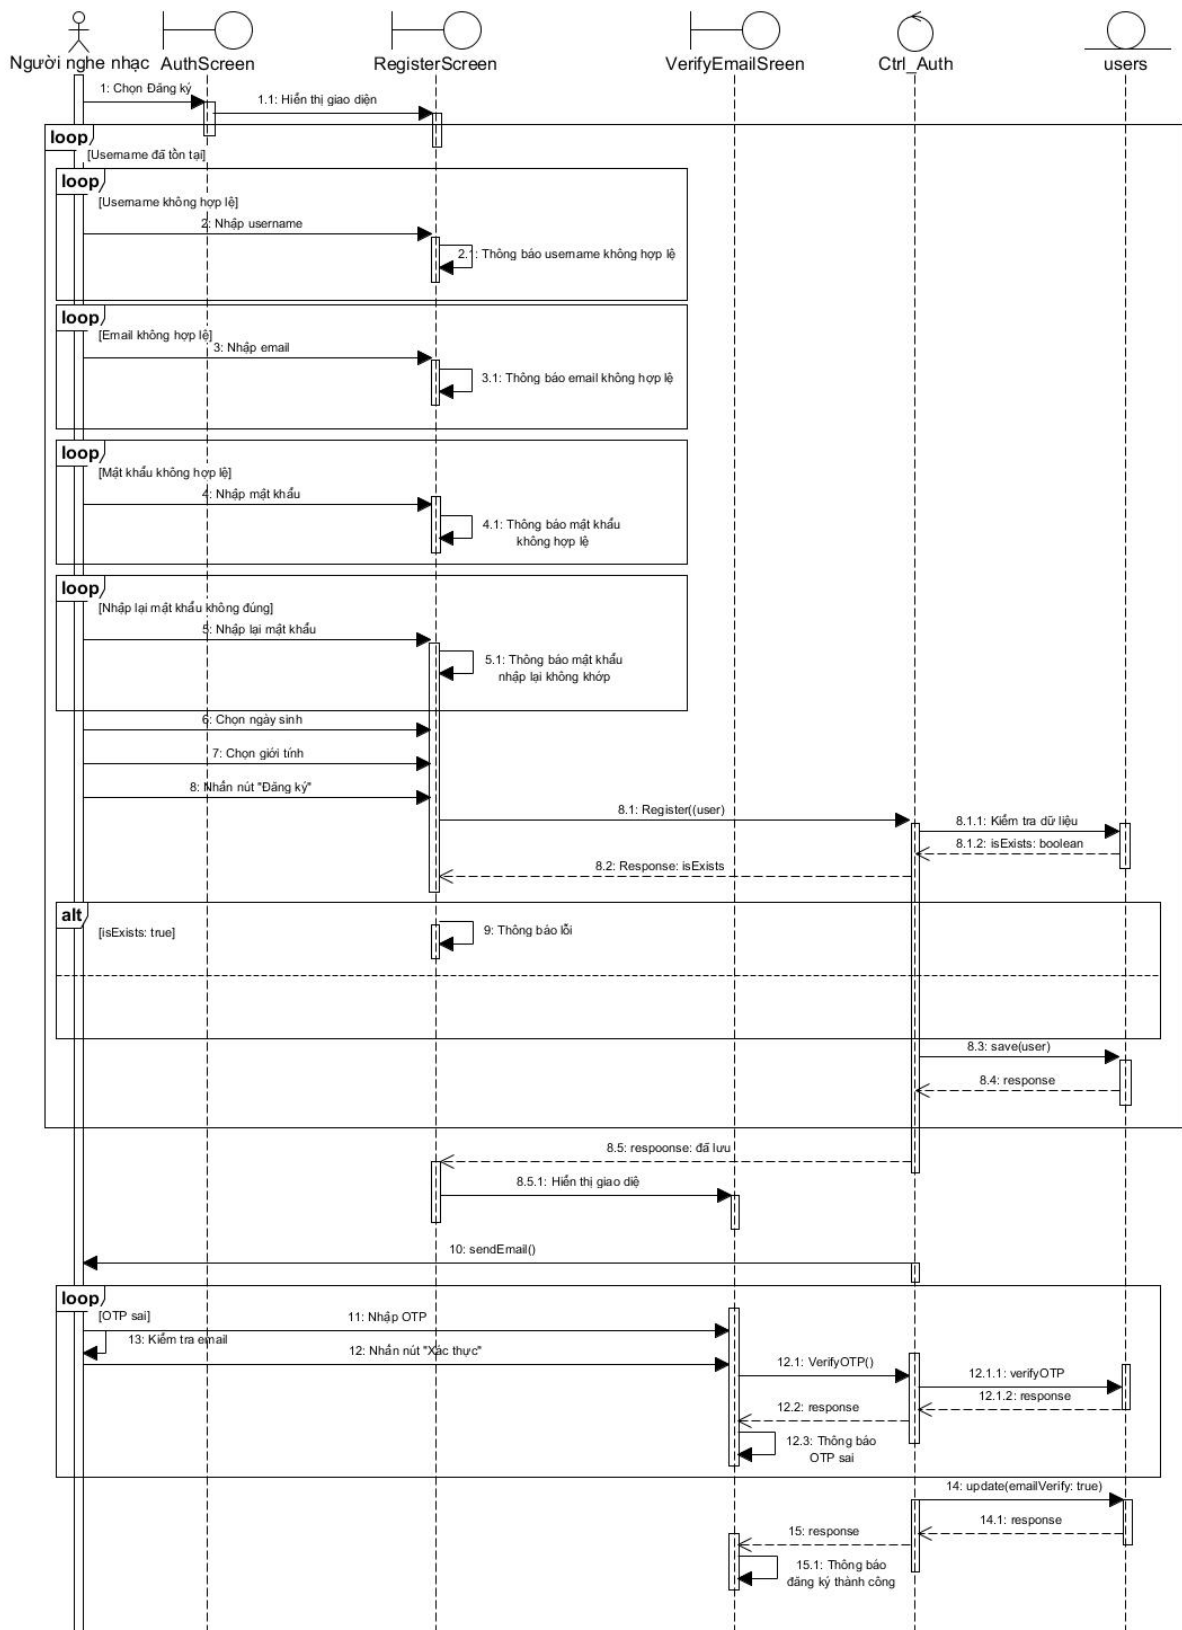 Người nghe nhạc AuthScreen RegisterScreen VerifyEmailSreen Ctrl_Auth users
1: Chọn Đăng ký
1.1: Hiển thị giao diện
loop
[Username đã tồn tại]
loop
[Username không hợp lệ]
2: Nhập username
2.1: Thông báo username không hợp lệ
loop
[Email không hợp lệ]
3: Nhập email
3.1: Thông báo email không hợp lệ
loop
[Mật khẩu không hợp lệ]
4: Nhập mật khẩu
4.1: Thông báo mật khẩu
không hợp lệ
loop
[Nhập lại mật khẩu không đúng]
5: Nhập lại mật khẩu
5.1: Thông báo mật khẩu
nhập lại không khớp
6: Chọn ngày sinh
7: Chọn giới tính
8: Nhấn nút "Đăng ký"
8.1: Register((user)
8.1.1: Kiểm tra dữ liệu
8.1.2: isExists: boolean
8.2: Response: isExists
alt
[isExists: true]
9: Thông báo lỗi
8.3: save(user)
8.4: response
8.5: respoonse: đã lưu
8.5.1: Hiển thị giao diệ
10: sendEmail()
loop
[OTP sai]
11: Nhập OTP
13: Kiểm tra email
12: Nhấn nút "Xác thực"
12.1: VerifyOTP()
12.1.1: verifyOTP
12.1.2: response
12.2: response
12.3: Thông báo
OTP sai
14: update(emailVerify: true)
14.1: response
15: response
15.1: Thông báo
đăng ký thành công